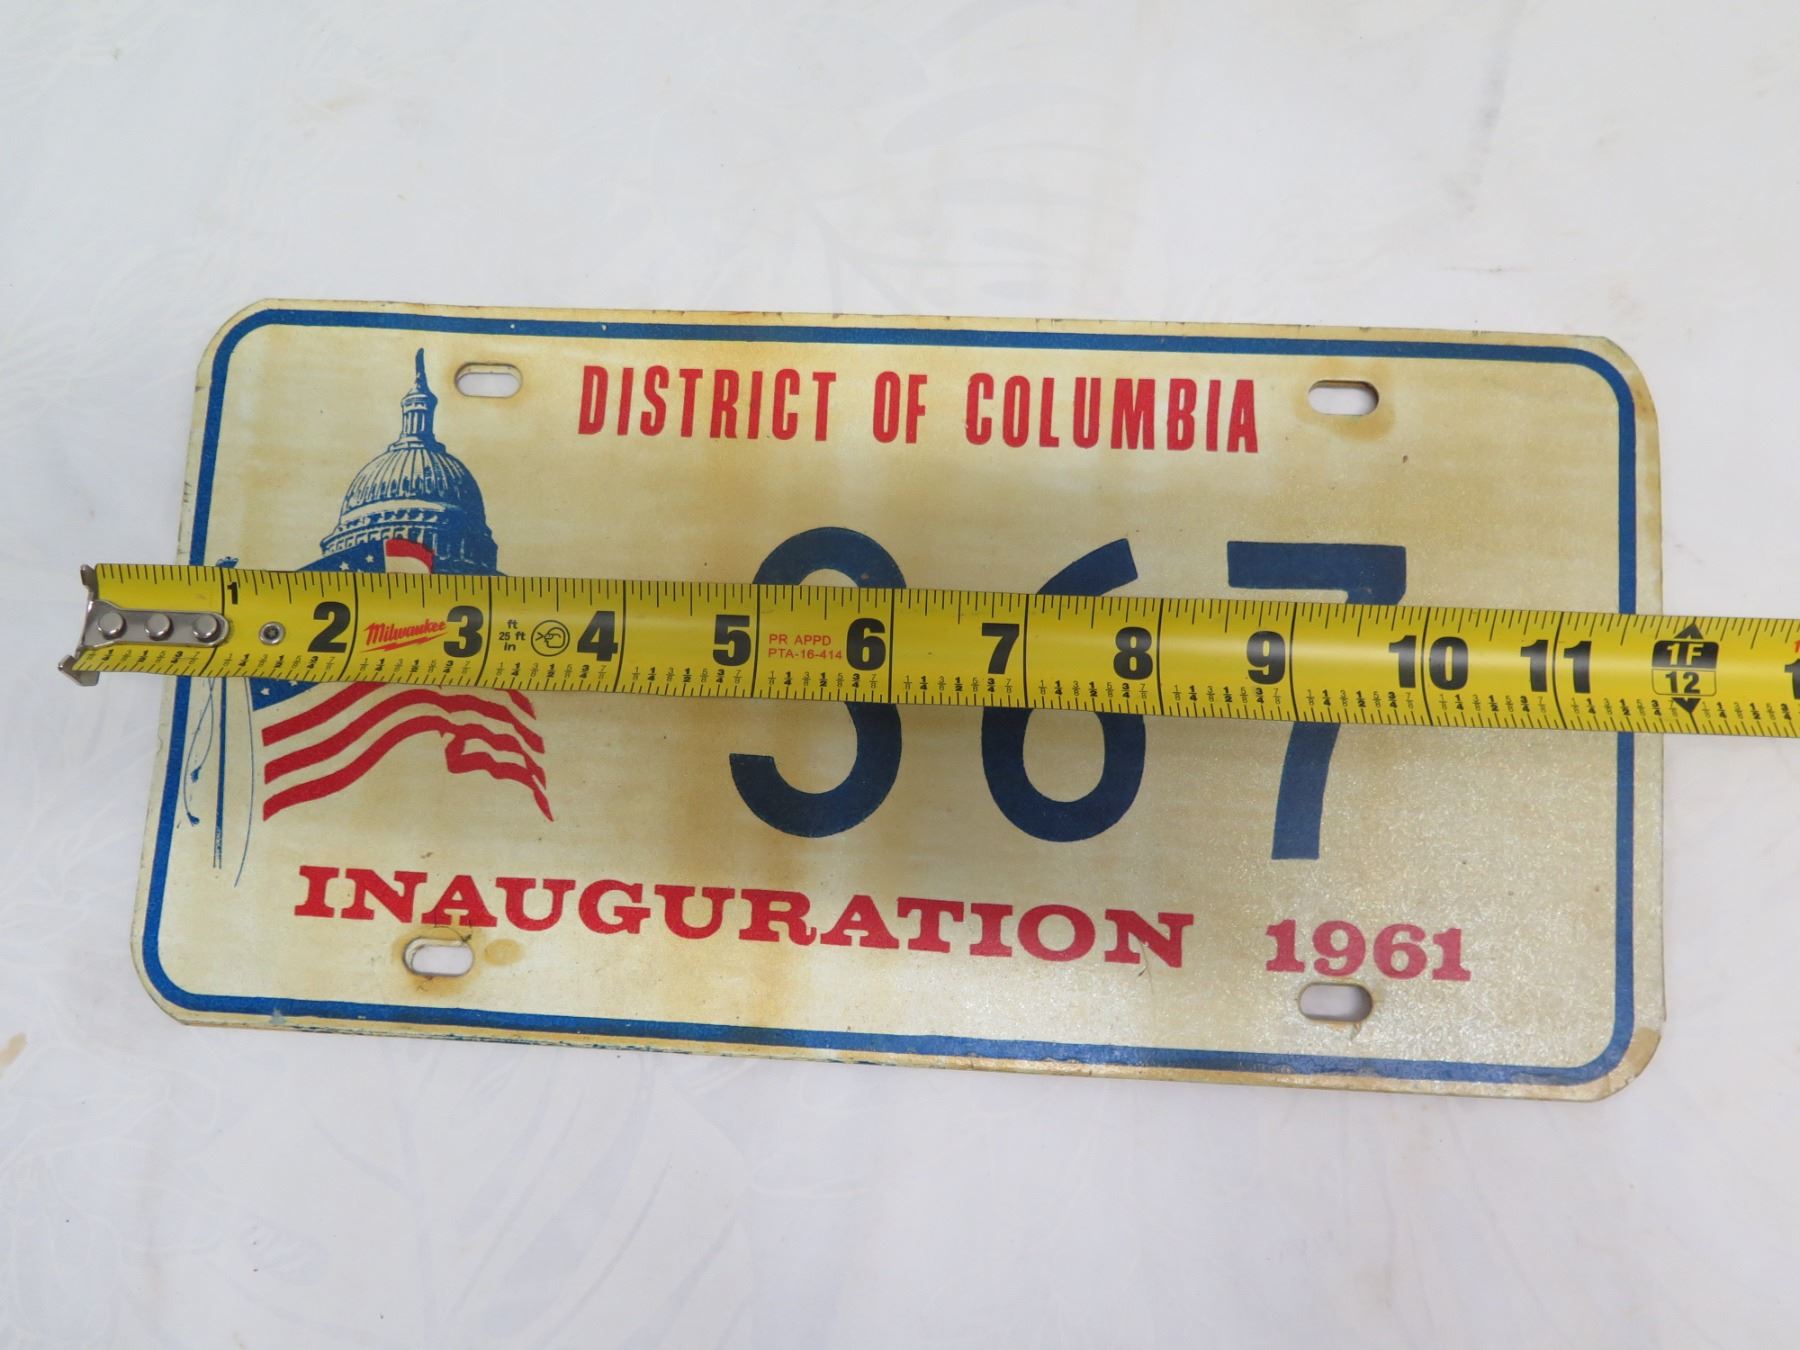 DISTRICT OF COLUMBIA
367
1 2 Milwaukee 3 ft 25 ft in 4 5 PR APPD PTA-16-414 6 7 8 9 10 11 1F 12
INAUGURATION 1961